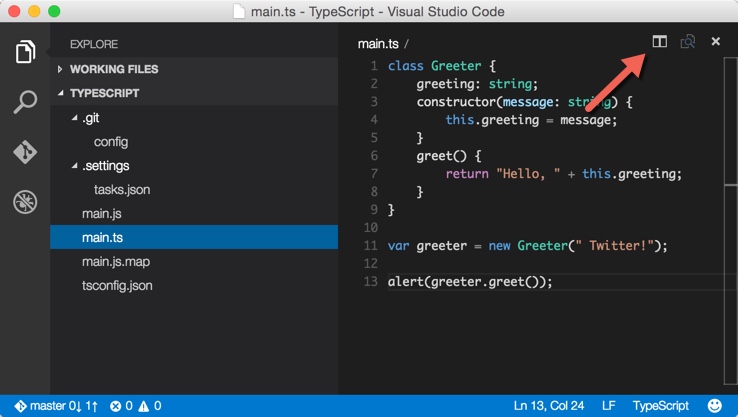 main.ts - TypeScript - Visual Studio Code
EXPLORE
WORKING FILES
TYPESCRIPT
.git
config
.settings
tasks.json
main.js
main.ts
main.js.map
tsconfig.json
main.ts /
1 class Greeter {
2     greeting: string;
3     constructor(message: string) {
4         this.greeting = message;
5     }
6     greet() {
7         return "Hello, " + this.greeting;
8     }
9 }
10
11 var greeter = new Greeter(" Twitter!");
12
13 alert(greeter.greet());
master 0↓ 1↑ 0 0 Ln 13, Col 24 LF TypeScript